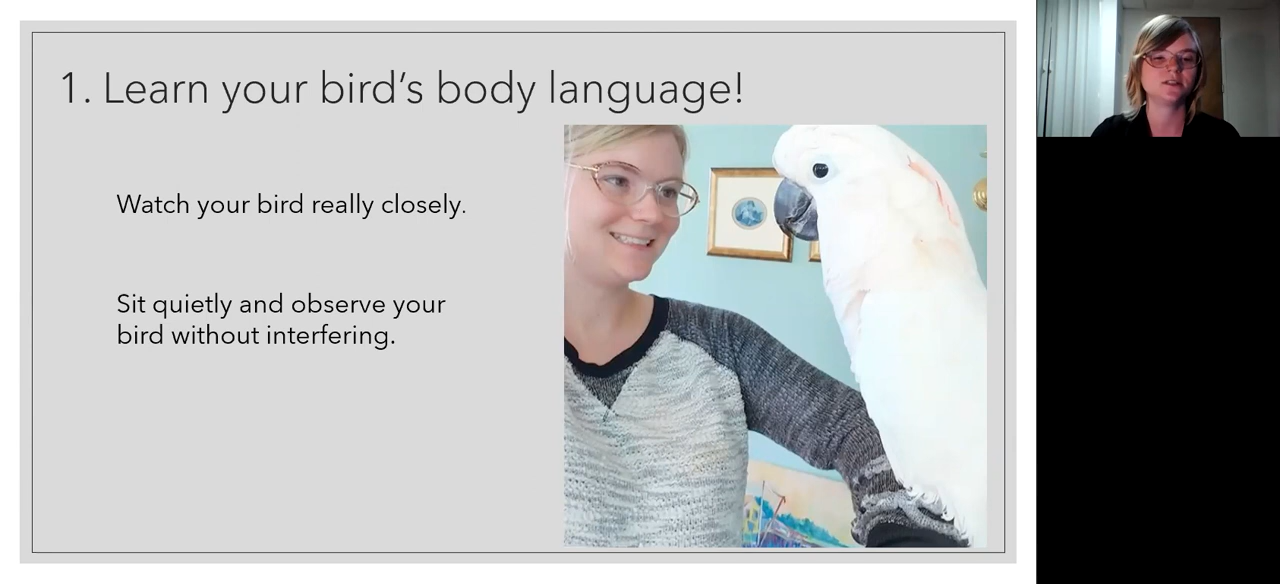 1. Learn your bird’s body language!
Watch your bird really closely.
Sit quietly and observe your
bird without interfering.